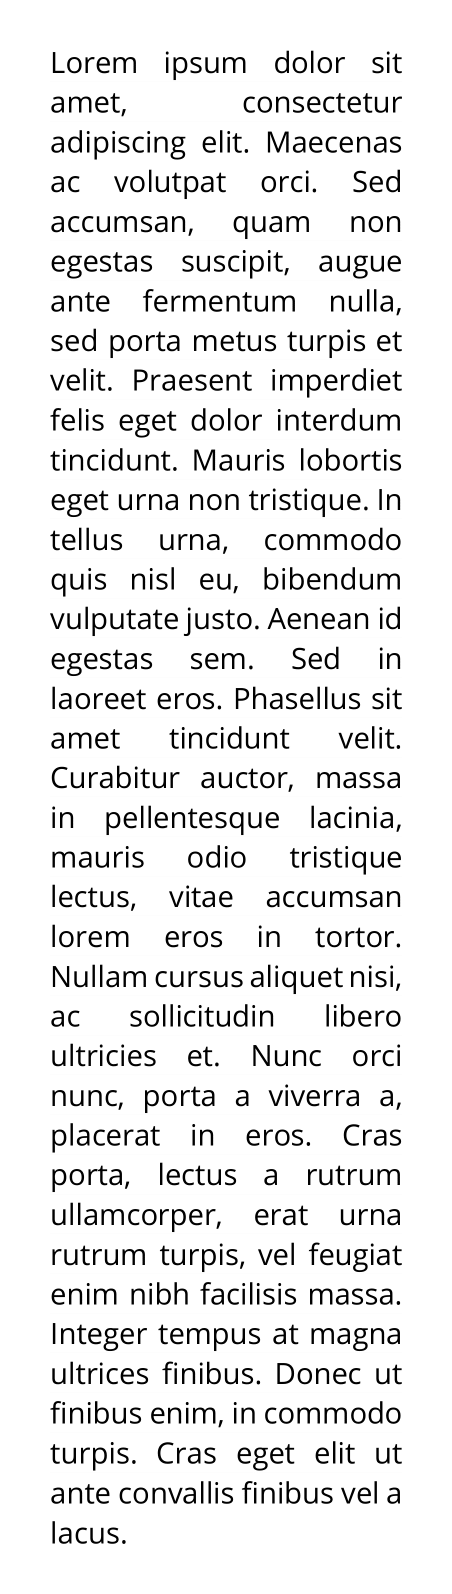 Lorem ipsum dolor sit
amet, consectetur
adipiscing elit. Maecenas
ac volutpat orci. Sed
accumsan, quam non
egestas suscipit, augue
ante fermentum nulla,
sed porta metus turpis et
velit. Praesent imperdiet
felis eget dolor interdum
tincidunt. Mauris lobortis
eget urna non tristique. In
tellus urna, commodo
quis nisl eu, bibendum
vulputate justo. Aenean id
egestas sem. Sed in
laoreet eros. Phasellus sit
amet tincidunt velit.
Curabitur auctor, massa
in pellentesque lacinia,
mauris odio tristique
lectus, vitae accumsan
lorem eros in tortor.
Nullam cursus aliquet nisi,
ac sollicitudin libero
ultricies et. Nunc orci
nunc, porta a viverra a,
placerat in eros. Cras
porta, lectus a rutrum
ullamcorper, erat urna
rutrum turpis, vel feugiat
enim nibh facilisis massa.
Integer tempus at magna
ultrices finibus. Donec ut
finibus enim, in commodo
turpis. Cras eget elit ut
ante convallis finibus vel a
lacus.